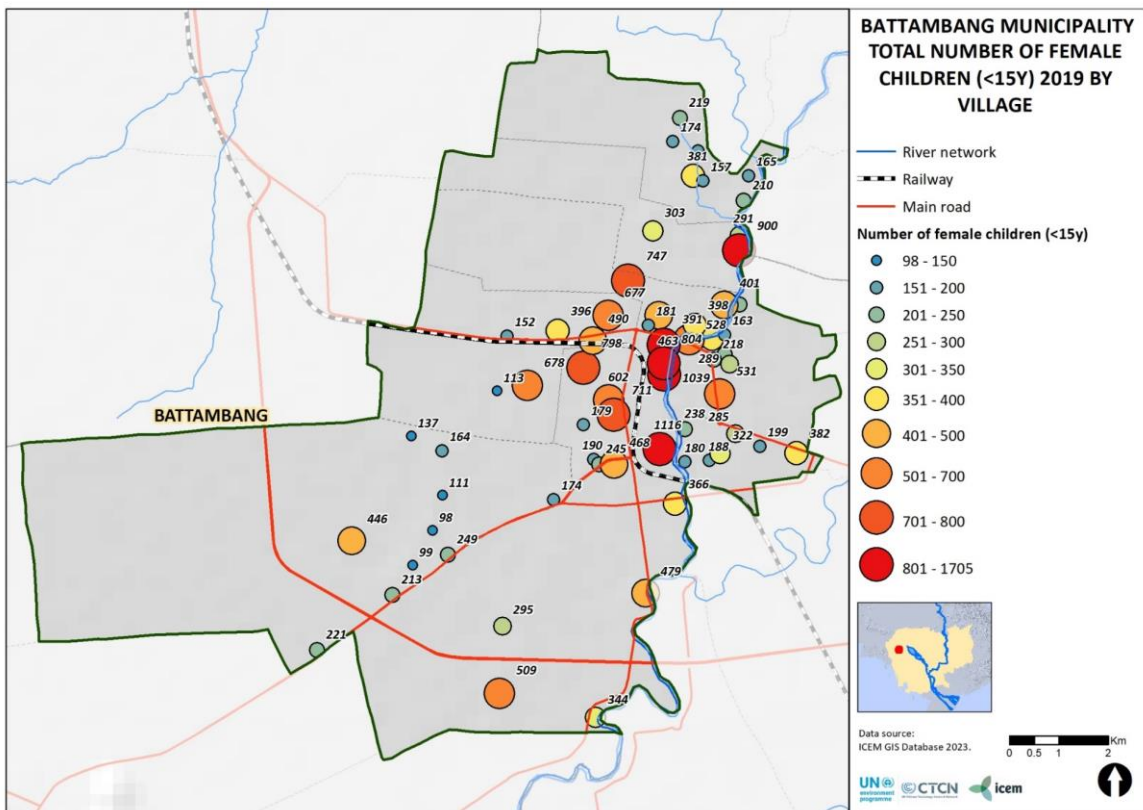 BATTAMBANG MUNICIPALITY
TOTAL NUMBER OF FEMALE
CHILDREN (<15Y) 2019 BY
VILLAGE
River network
Railway
Main road
Number of female children (<15y)
98 - 150
151 - 200
201 - 250
251 - 300
301 - 350
351 - 400
401 - 500
501 - 700
701 - 800
801 - 1705
Data source:
ICEM GIS Database 2023.
0 0.5 1 2 Km
UN
environment
programme
CTCN
icem
219
174
381
157
165
210
303
291
900
747
677
401
398
396
490
181
391
528
163
152
798
463
804
218
289
678
1039
531
113
602
711
BATTAMBANG
179
238
285
137
1116
322
199
382
164
190
245
468
180
188
174
366
111
98
446
249
99
213
479
295
221
509
344